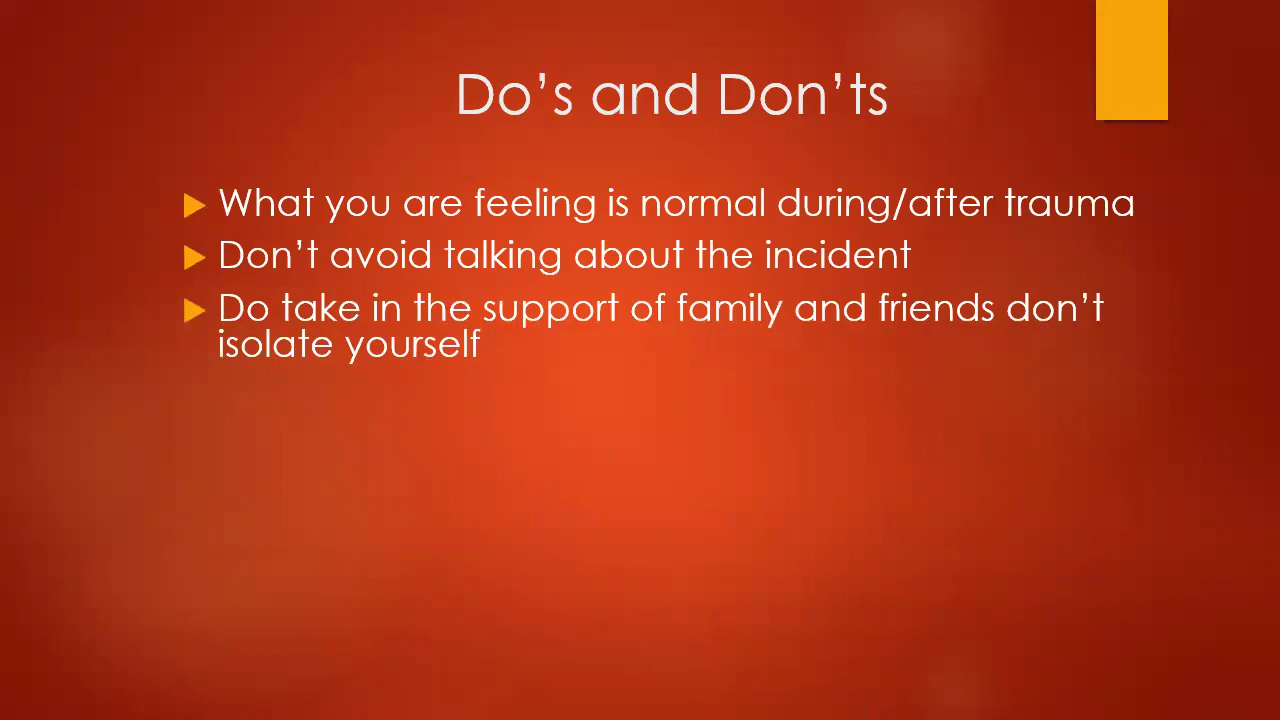 Do’s and Don’ts
What you are feeling is normal during/after trauma
Don’t avoid talking about the incident
Do take in the support of family and friends don’t
isolate yourself